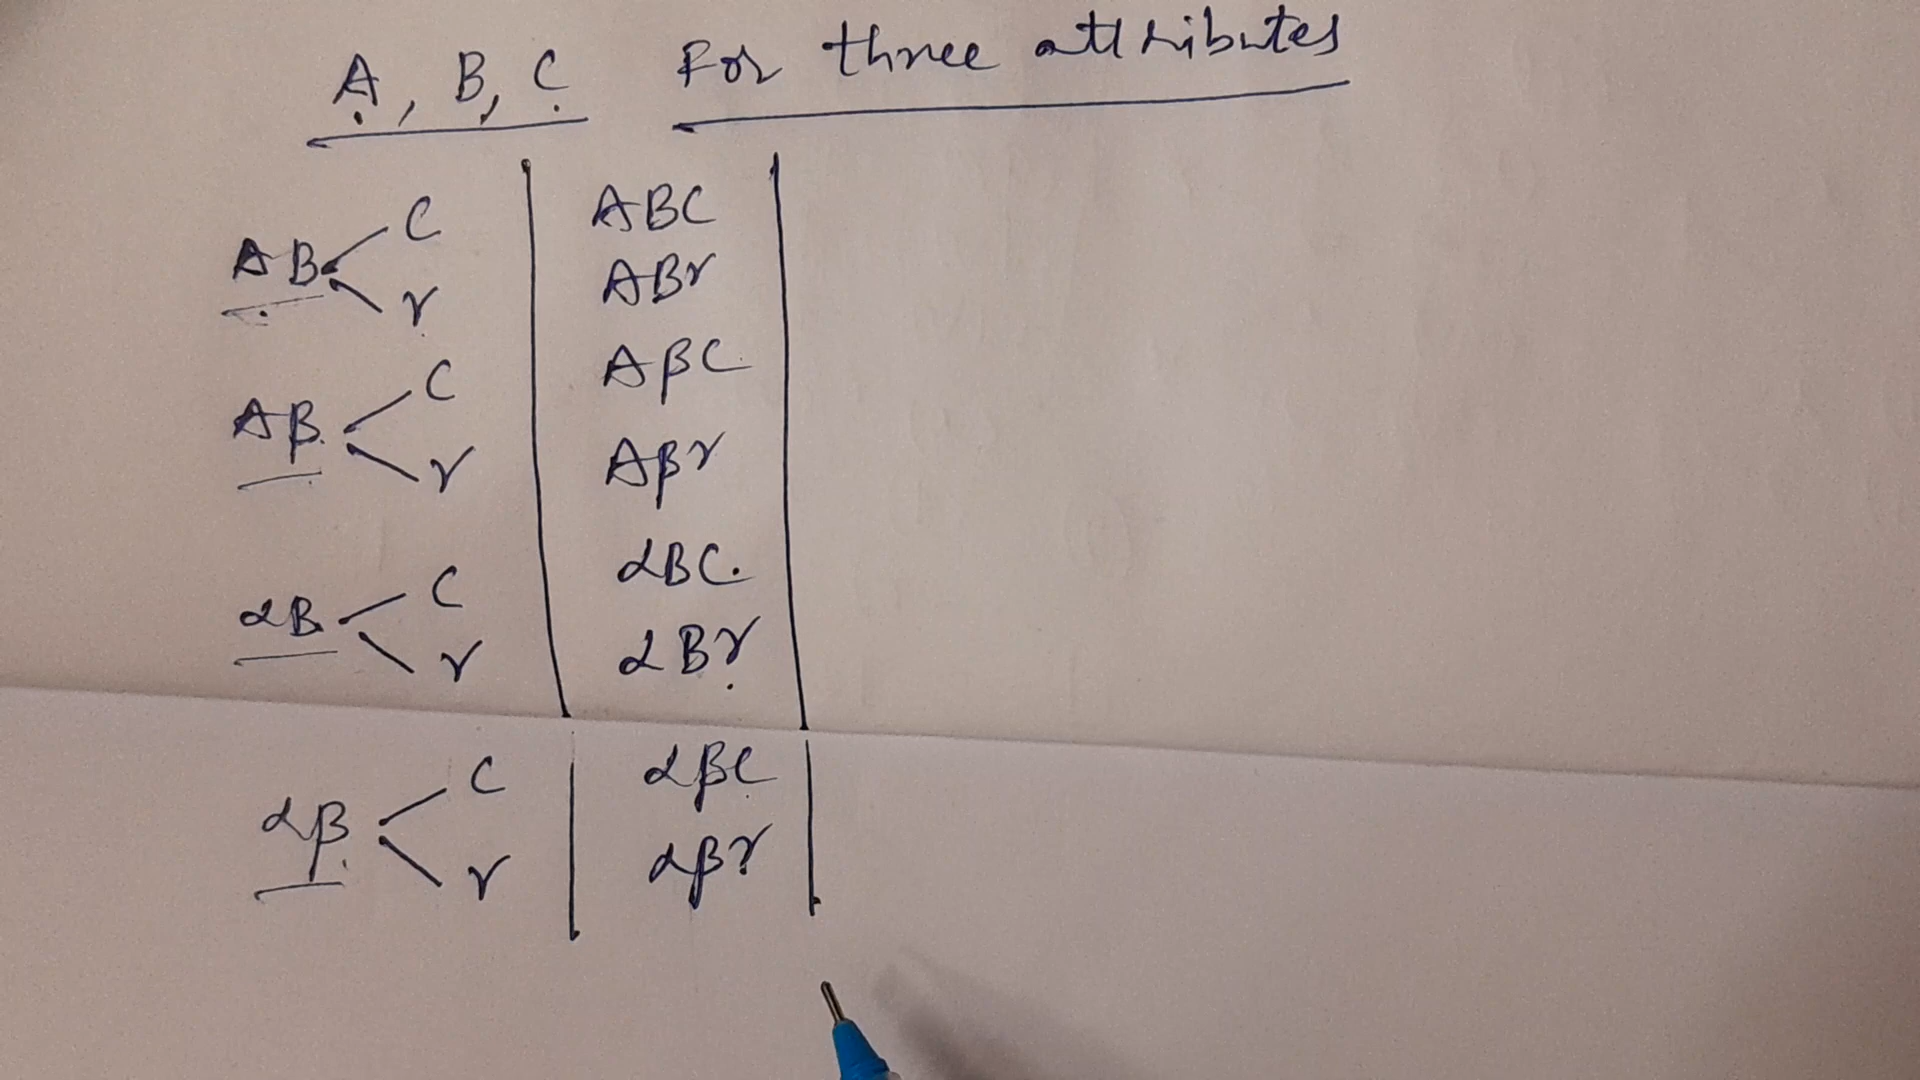 A, B, C For three attributes
AB C γ
Aβ C γ
αB C γ
αβ C γ
ABC
ABγ
AβC
Aβγ
αBC
αBγ
αβC
αβγ